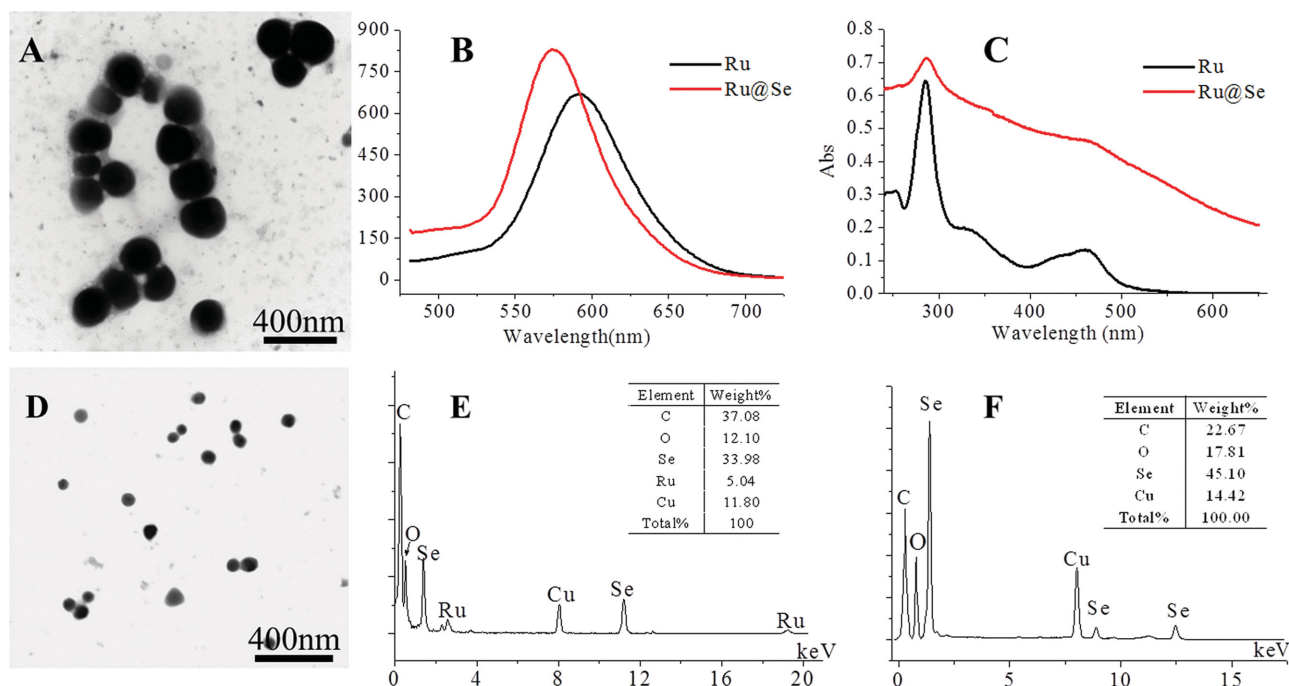 A
400nm
B
900
750
600
450
300
150
0
Ru
Ru@Se
500 550 600 650 700
Wavelength(nm)
C
0.8
0.7
0.6
0.5
0.4
0.3
0.2
0.1
0.0
Abs
Ru
Ru@Se
300 400 500 600
Wavelength (nm)
D
400nm
E
Element Weight%
C 37.08
O 12.10
Se 33.98
Ru 5.04
Cu 11.80
Total% 100
C
O
Se
Ru
Cu
Se
Ru
keV
0 4 8 12 16 20
F
Element Weight%
C 22.67
O 17.81
Se 45.10
Cu 14.42
Total% 100.00
Se
C
O
Cu
Se
Se
keV
0 5 10 15